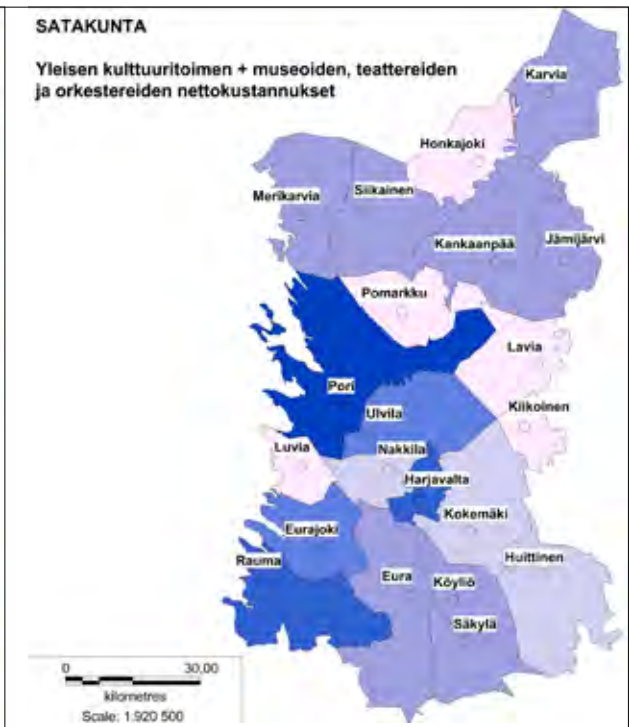 SATAKUNTA
Yleisen kulttuuritoimen + museoiden, teattereiden
ja orkestereiden nettokustannukset
Karvia
Honkajoki
Siikainen
Merikarvia
Kankaanpää
Jämijärvi
Pomarkku
Lavia
Pori
Kiikoinen
Ulvila
Luvia
Nakkila
Harjavalta
Kokemäki
Eurajoki
Huittinen
Rauma
Eura
Köyliö
Säkylä
0 30,00
kilometres
Scale: 1:920 500